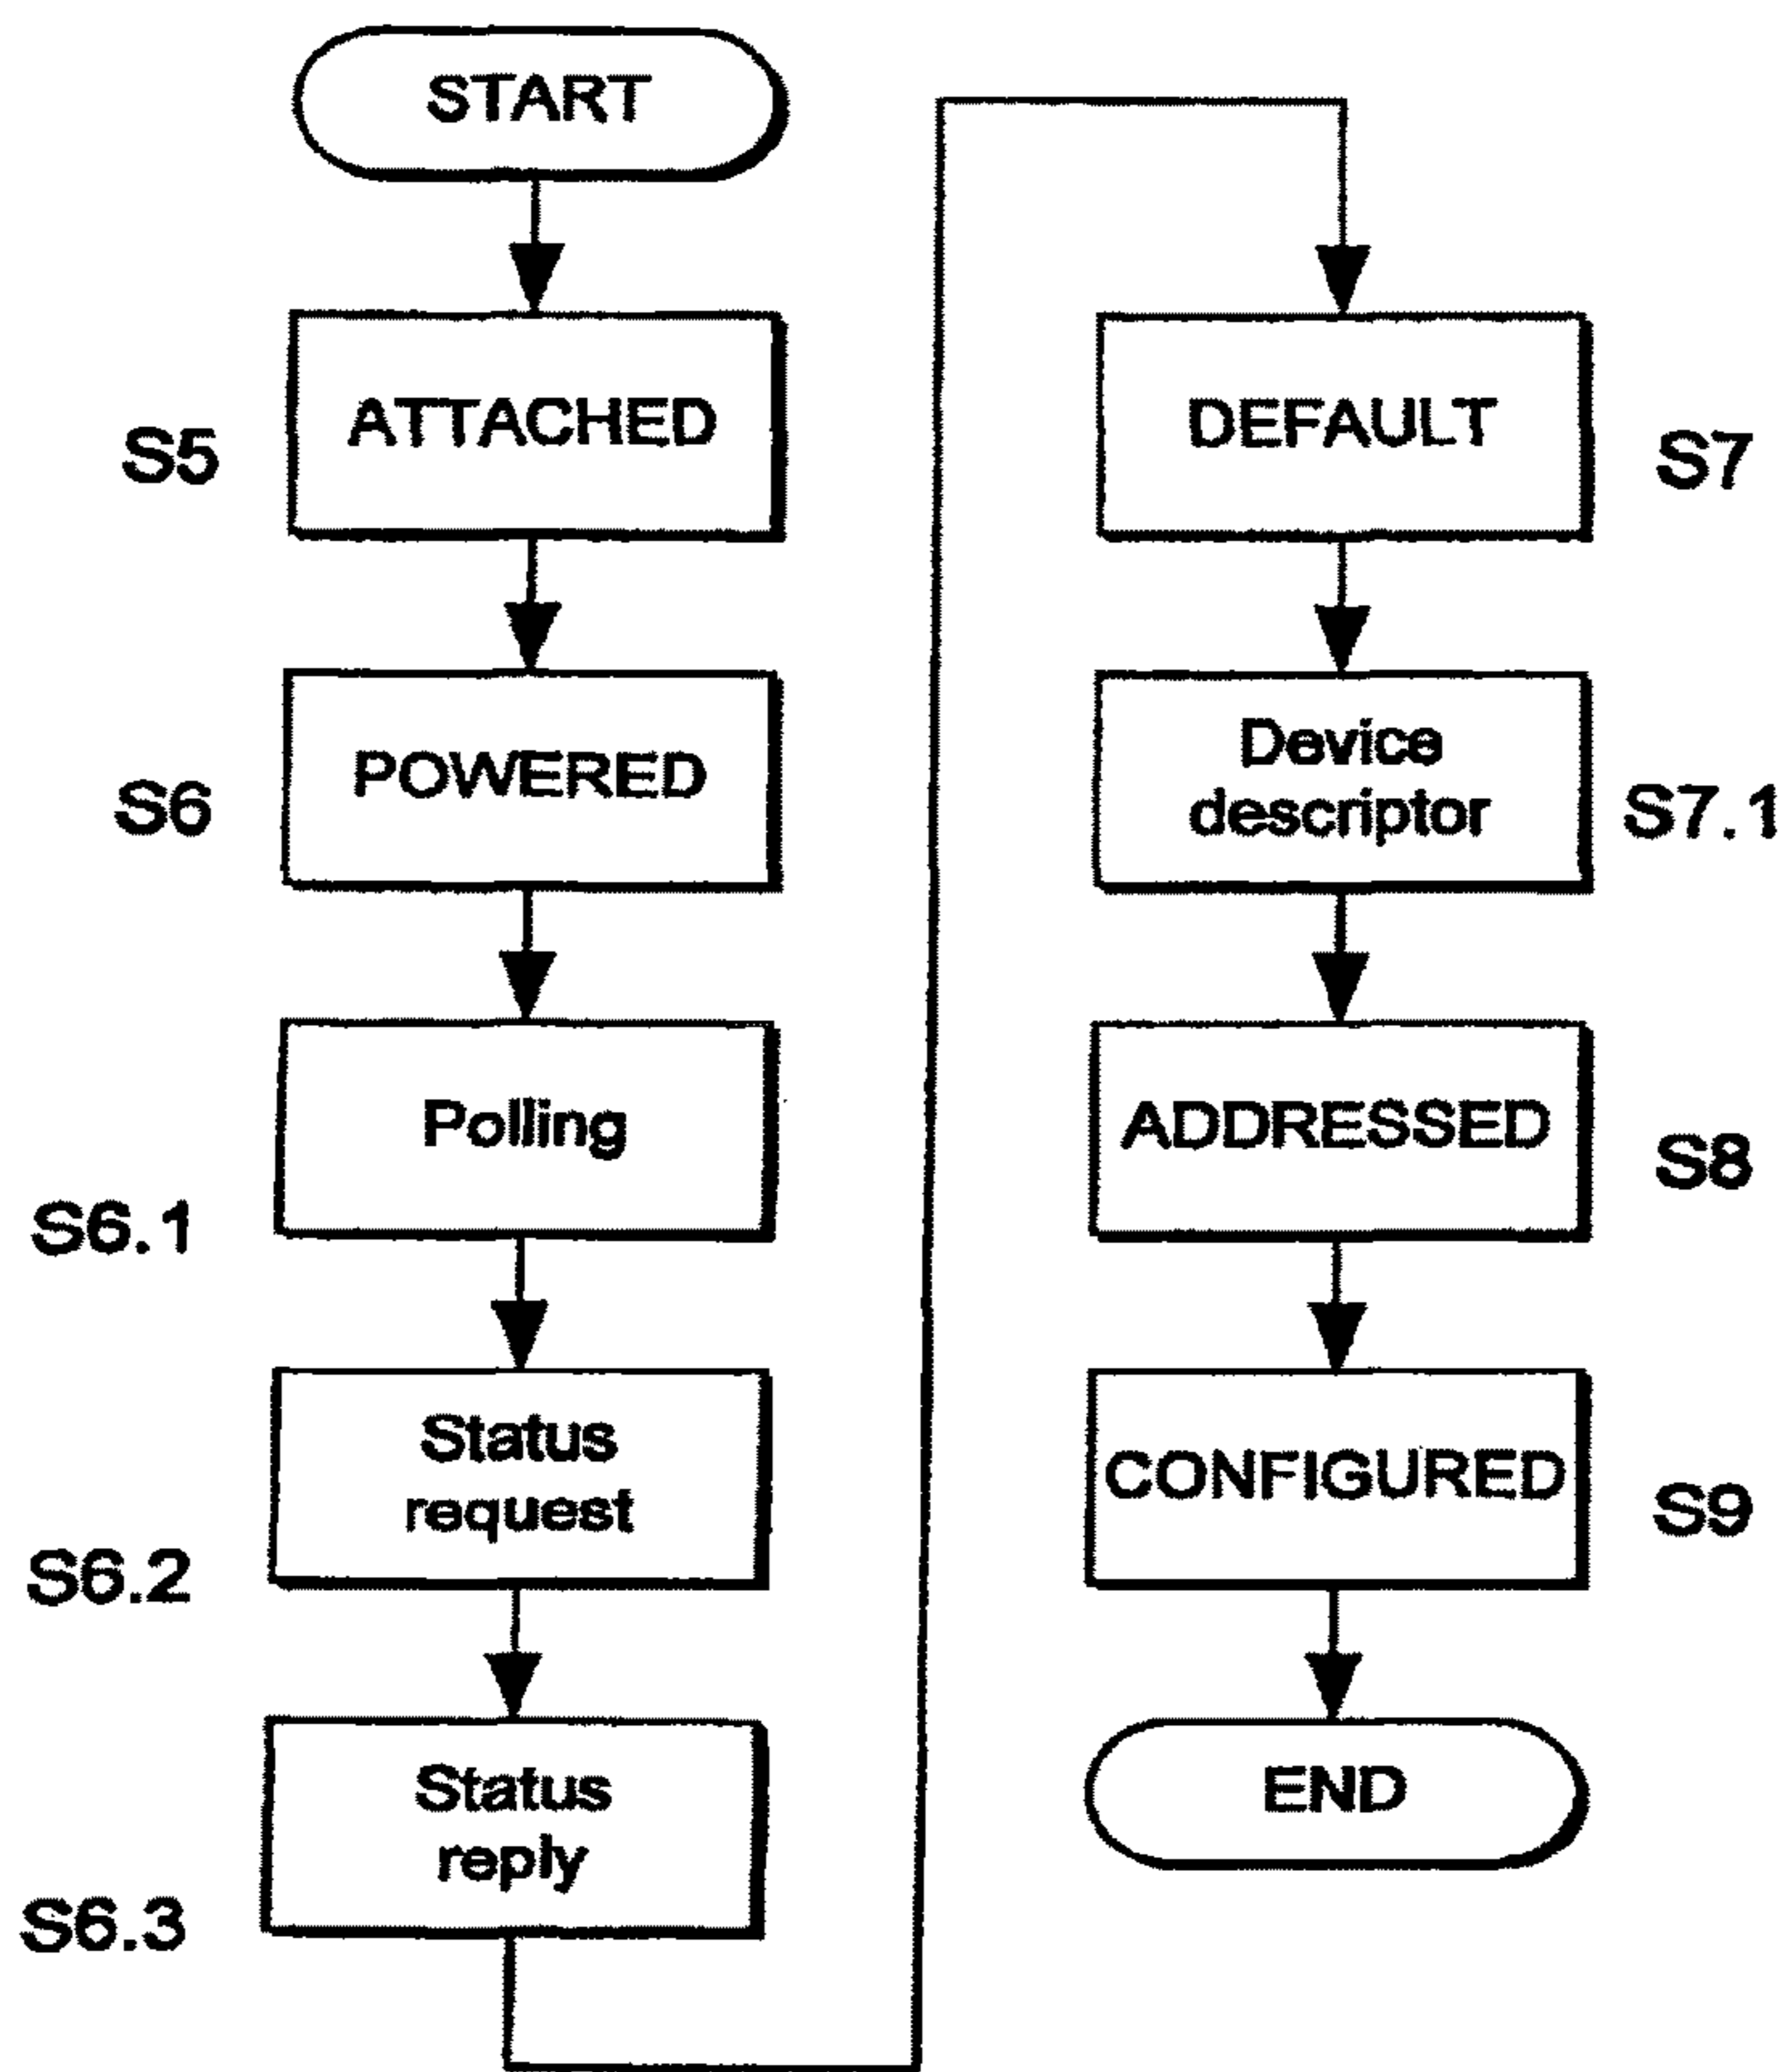 START
S5
ATTACHED
S6
POWERED
S6.1
Polling
S6.2
Status
request
S6.3
Status
reply
DEFAULT
S7
Device
descriptor
S7.1
ADDRESSED
S8
CONFIGURED
S9
END